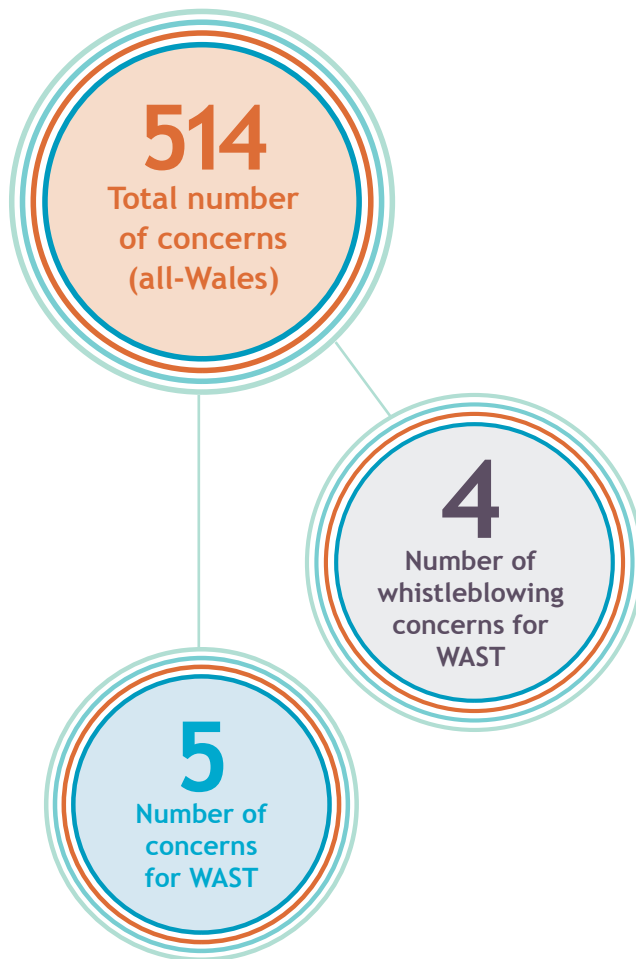 514
Total number
of concerns
(all-Wales)
4
Number of
whistleblowing
concerns for
WAST
5
Number of
concerns
for WAST